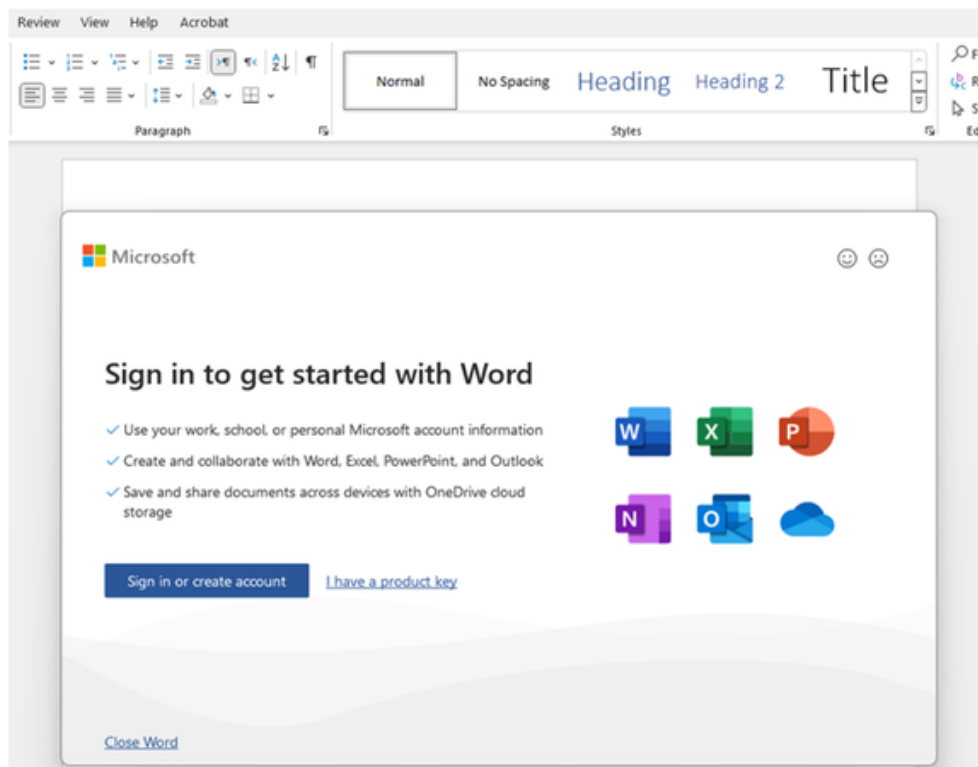 Review View Help Acrobat
Normal No Spacing Heading Heading 2 Title
Paragraph Styles
Microsoft
Sign in to get started with Word
Use your work, school, or personal Microsoft account information
Create and collaborate with Word, Excel, PowerPoint, and Outlook
Save and share documents across devices with OneDrive cloud
storage
W X P
N O
Sign in or create account I have a product key
Close Word